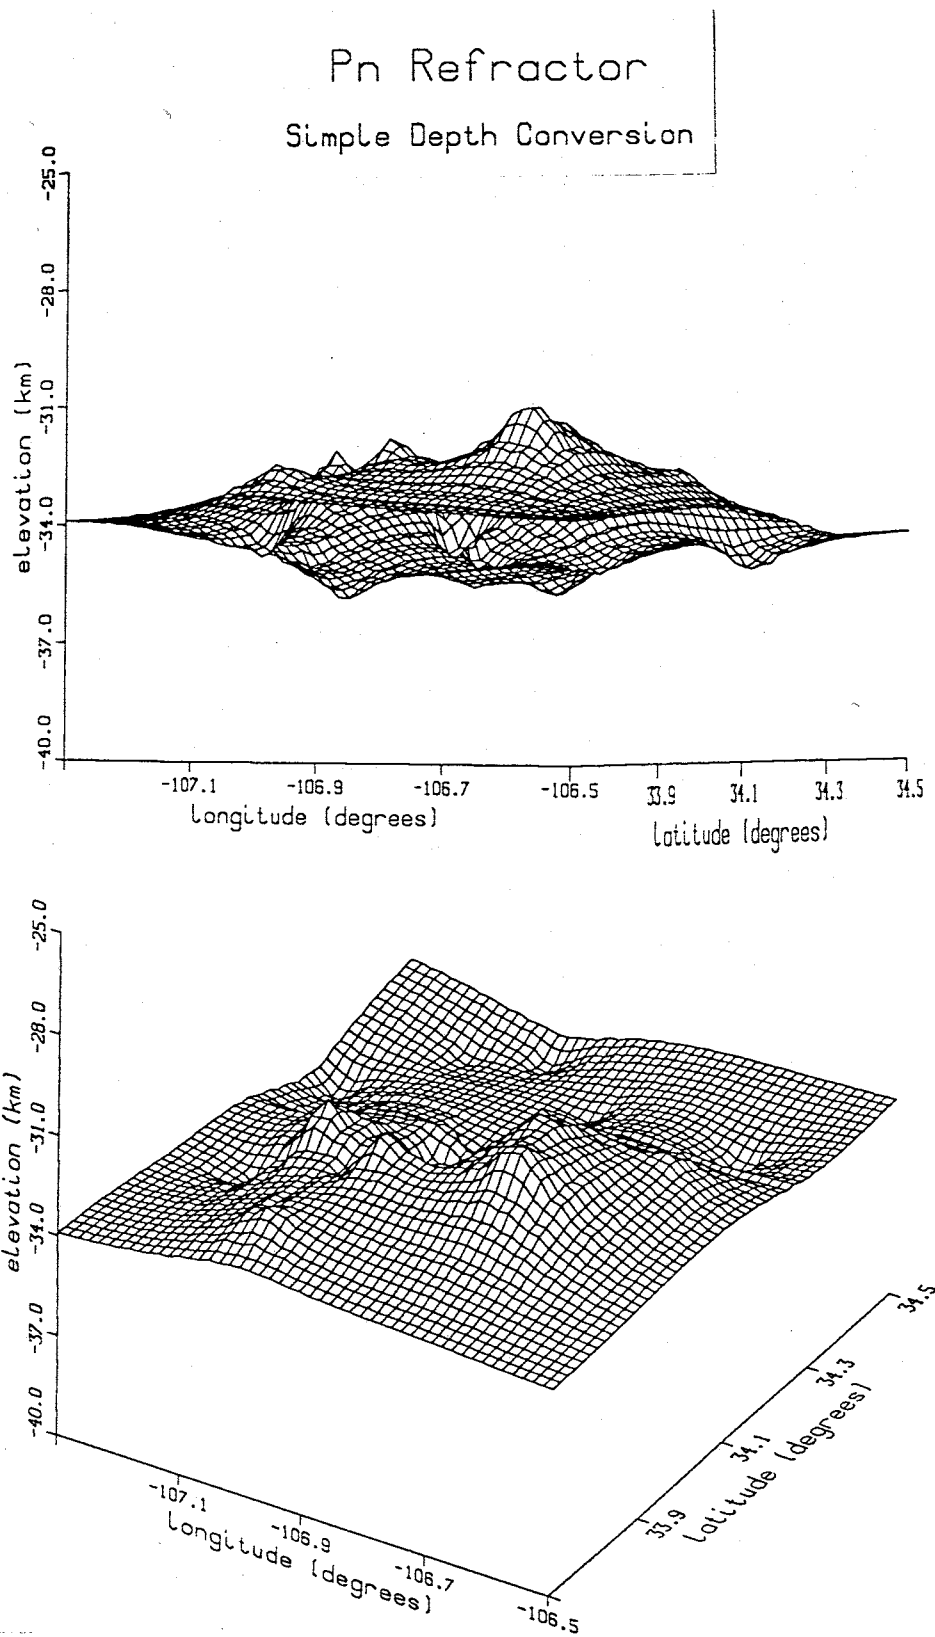 Pn Refractor
Simple Depth Conversion
-25.0
-28.0
-31.0
-34.0
-37.0
-40.0
elevation (km)
-107.1 -106.9 -106.7 -106.5 33.9 34.1 34.3 34.5
longitude (degrees) latitude (degrees)
-25.0
-28.0
-31.0
-34.0
-37.0
-40.0
elevation (km)
-107.1
-106.9
-106.7
-106.5
longitude (degrees)
33.9
34.1
34.3
34.5
latitude (degrees)